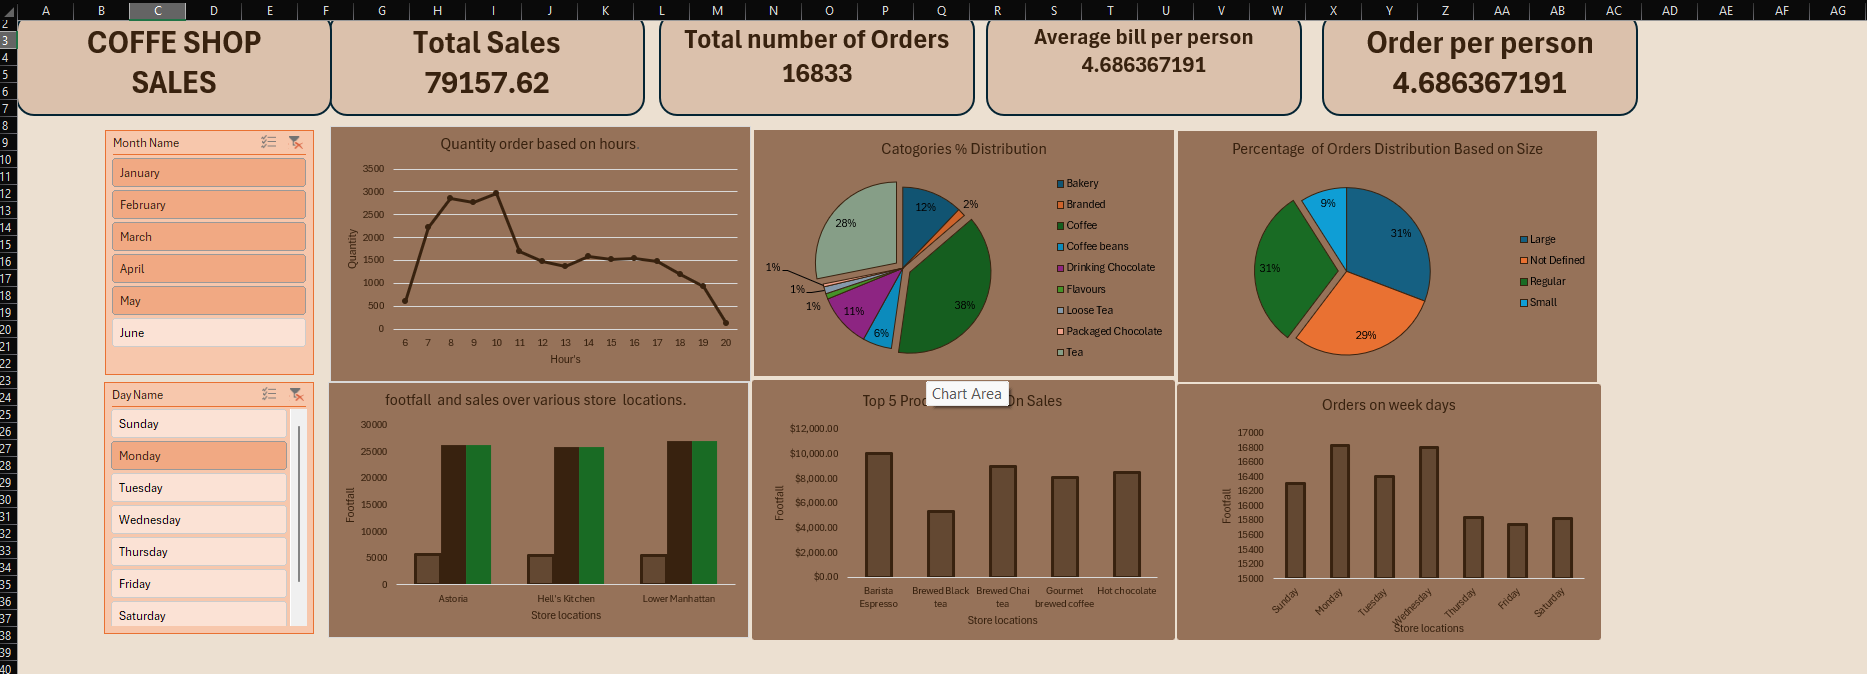 A B C D E F G H I J K L M N O P Q R S T U V W X Y Z AA AB AC AD AE AF AG
2
3
4
5
6
7
8
9
10
11
12
13
14
15
16
17
18
19
20
21
22
23
24
25
26
27
28
29
30
31
32
33
34
35
36
37
38
39
40
COFFE SHOP
SALES
Total Sales
79157.62
Total number of Orders
16833
Average bill per person
4.686367191
Order per person
4.686367191
Month Name
January
February
March
April
May
June
Day Name
Sunday
Monday
Tuesday
Wednesday
Thursday
Friday
Saturday
Quantity order based on hours.
Quantity
3500
3000
2500
2000
1500
1000
500
0
6 7 8 9 10 11 12 13 14 15 16 17 18 19 20
Hour's
Catogories % Distribution
12%
2%
38%
6%
11%
1%
1%
1%
28%
Bakery
Branded
Coffee
Coffee beans
Drinking Chocolate
Flavours
Loose Tea
Packaged Chocolate
Tea
Percentage of Orders Distribution Based on Size
31%
29%
31%
9%
Large
Not Defined
Regular
Small
footfall and sales over various store locations.
Footfall
30000
25000
20000
15000
10000
5000
0
Astoria Hell's Kitchen Lower Manhattan
Store locations
Top 5 On Sales
Chart Area
Footfall
$12,000.00
$10,000.00
$8,000.00
$6,000.00
$4,000.00
$2,000.00
$0.00
Barista Espresso
Brewed Black tea
Brewed Chai tea
Gourmet brewed coffee
Hot chocolate
Store locations
Orders on week days
Footfall
17000
16800
16600
16400
16200
16000
15800
15600
15400
15200
15000
Sunday Monday Tuesday Wednesday Thursday Friday Saturday
Store locations